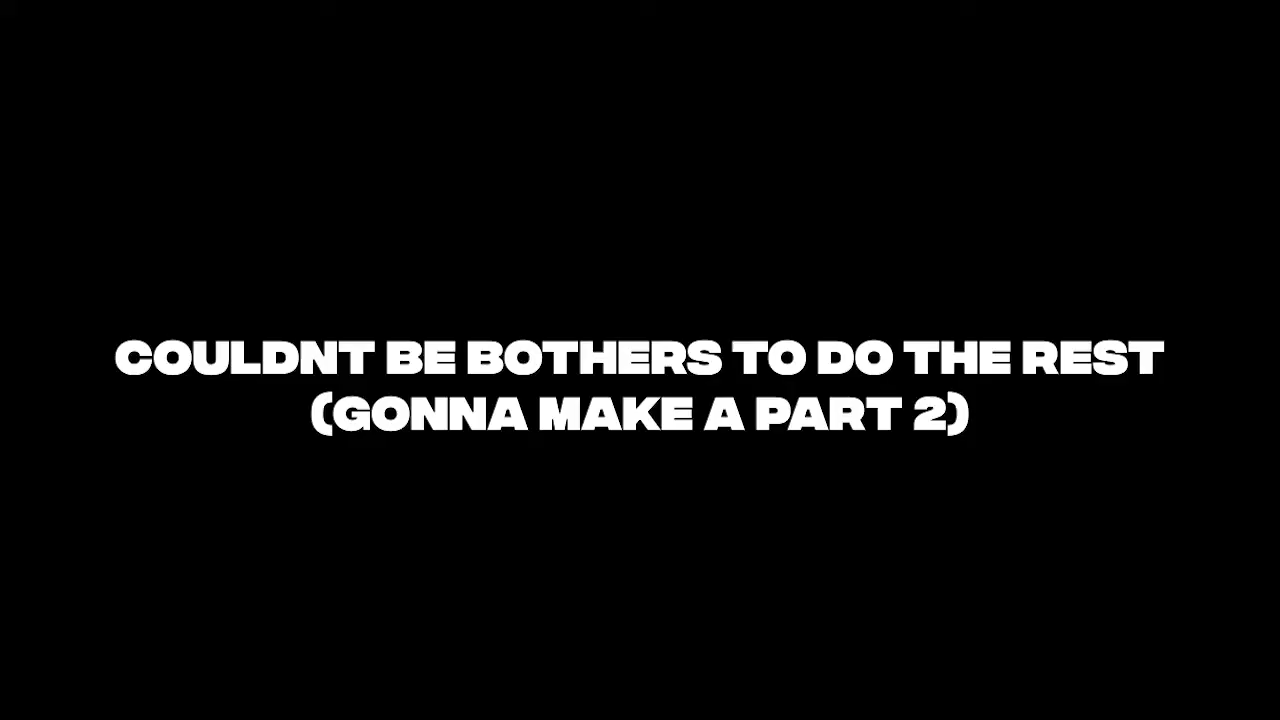 COULDNT BE BOTHERS TO DO THE REST
(GONNA MAKE A PART 2)